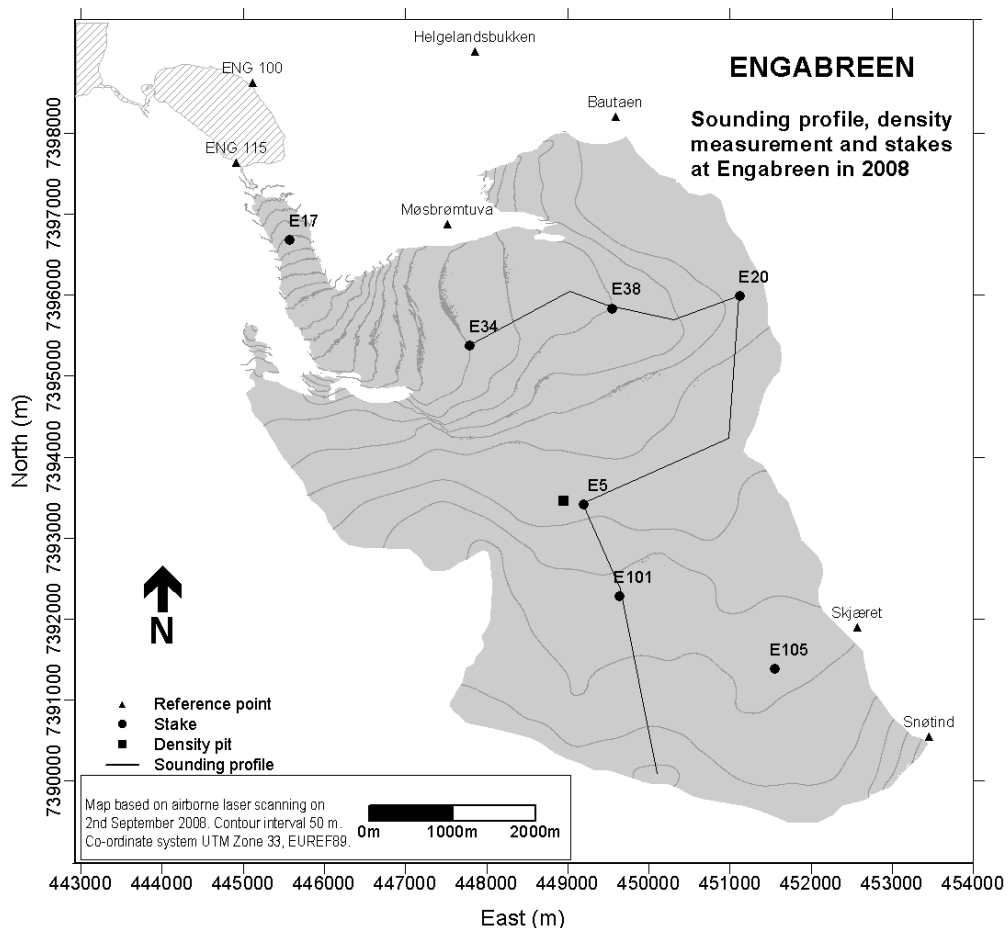 ENGABREEN
Sounding profile, density
measurement and stakes
at Engabreen in 2008
Helgelandsbukken
ENG 100
Bautaen
ENG 115
Møsbrømtuva
E17
E20
E38
E34
E5
E101
Skjæret
E105
Snøtind
N
Reference point
Stake
Density pit
Sounding profile
Map based on airborne laser scanning on
2nd September 2008. Contour interval 50 m.
Co-ordinate system UTM Zone 33, EUREF89.
0m 1000m 2000m
North (m)
7398000
7397000
7396000
7395000
7394000
7393000
7392000
7391000
7390000
443000 444000 445000 446000 447000 448000 449000 450000 451000 452000 453000 454000
East (m)